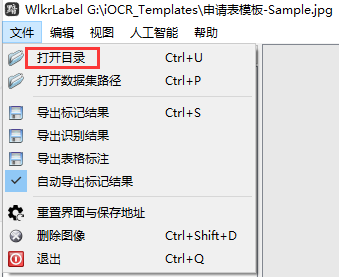 WlkrLabel G:\iOCR_Templates\申请表模板-Sample.jpg
文件 编辑 视图 人工智能 帮助
打开目录 Ctrl+U
打开数据集路径 Ctrl+P
导出标记结果 Ctrl+S
导出识别结果
导出表格标注
自动导出标记结果
重置界面与保存地址
删除图像 Ctrl+Shift+D
退出 Ctrl+Q